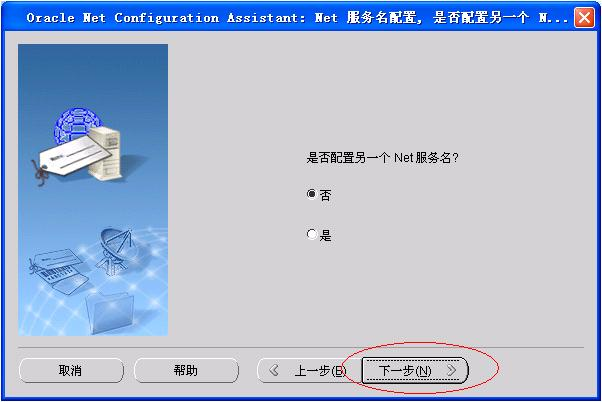 Oracle Net Configuration Assistant: Net 服务名配置, 是否配置另一个 N...
是否配置另一个 Net 服务名?
否
是
取消
帮助
上一步(B)
下一步(N)